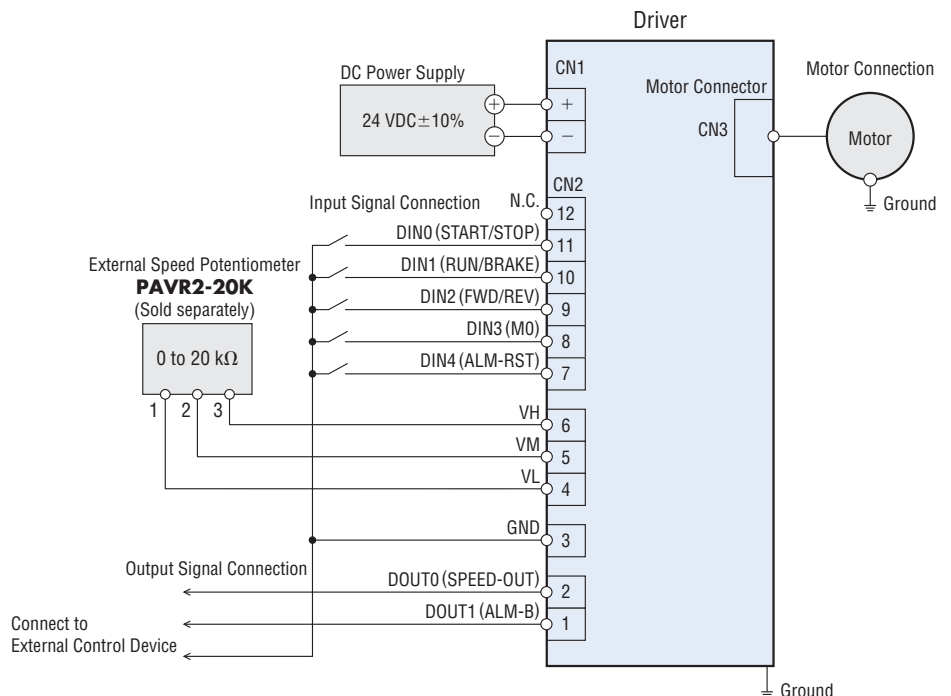 Driver
DC Power Supply
24 VDC±10%
+
−
CN1
+
−
Motor Connector
CN3
Motor Connection
Motor
Ground
CN2
Input Signal Connection
N.C.
12
DIN0 (START/STOP)
11
DIN1 (RUN/BRAKE)
10
DIN2 (FWD/REV)
9
DIN3 (M0)
8
DIN4 (ALM-RST)
7
External Speed Potentiometer
PAVR2-20K
(Sold separately)
0 to 20 kΩ
1 2 3
VH
6
VM
5
VL
4
GND
3
Output Signal Connection
DOUT0 (SPEED-OUT)
2
DOUT1 (ALM-B)
1
Connect to
External Control Device
Ground